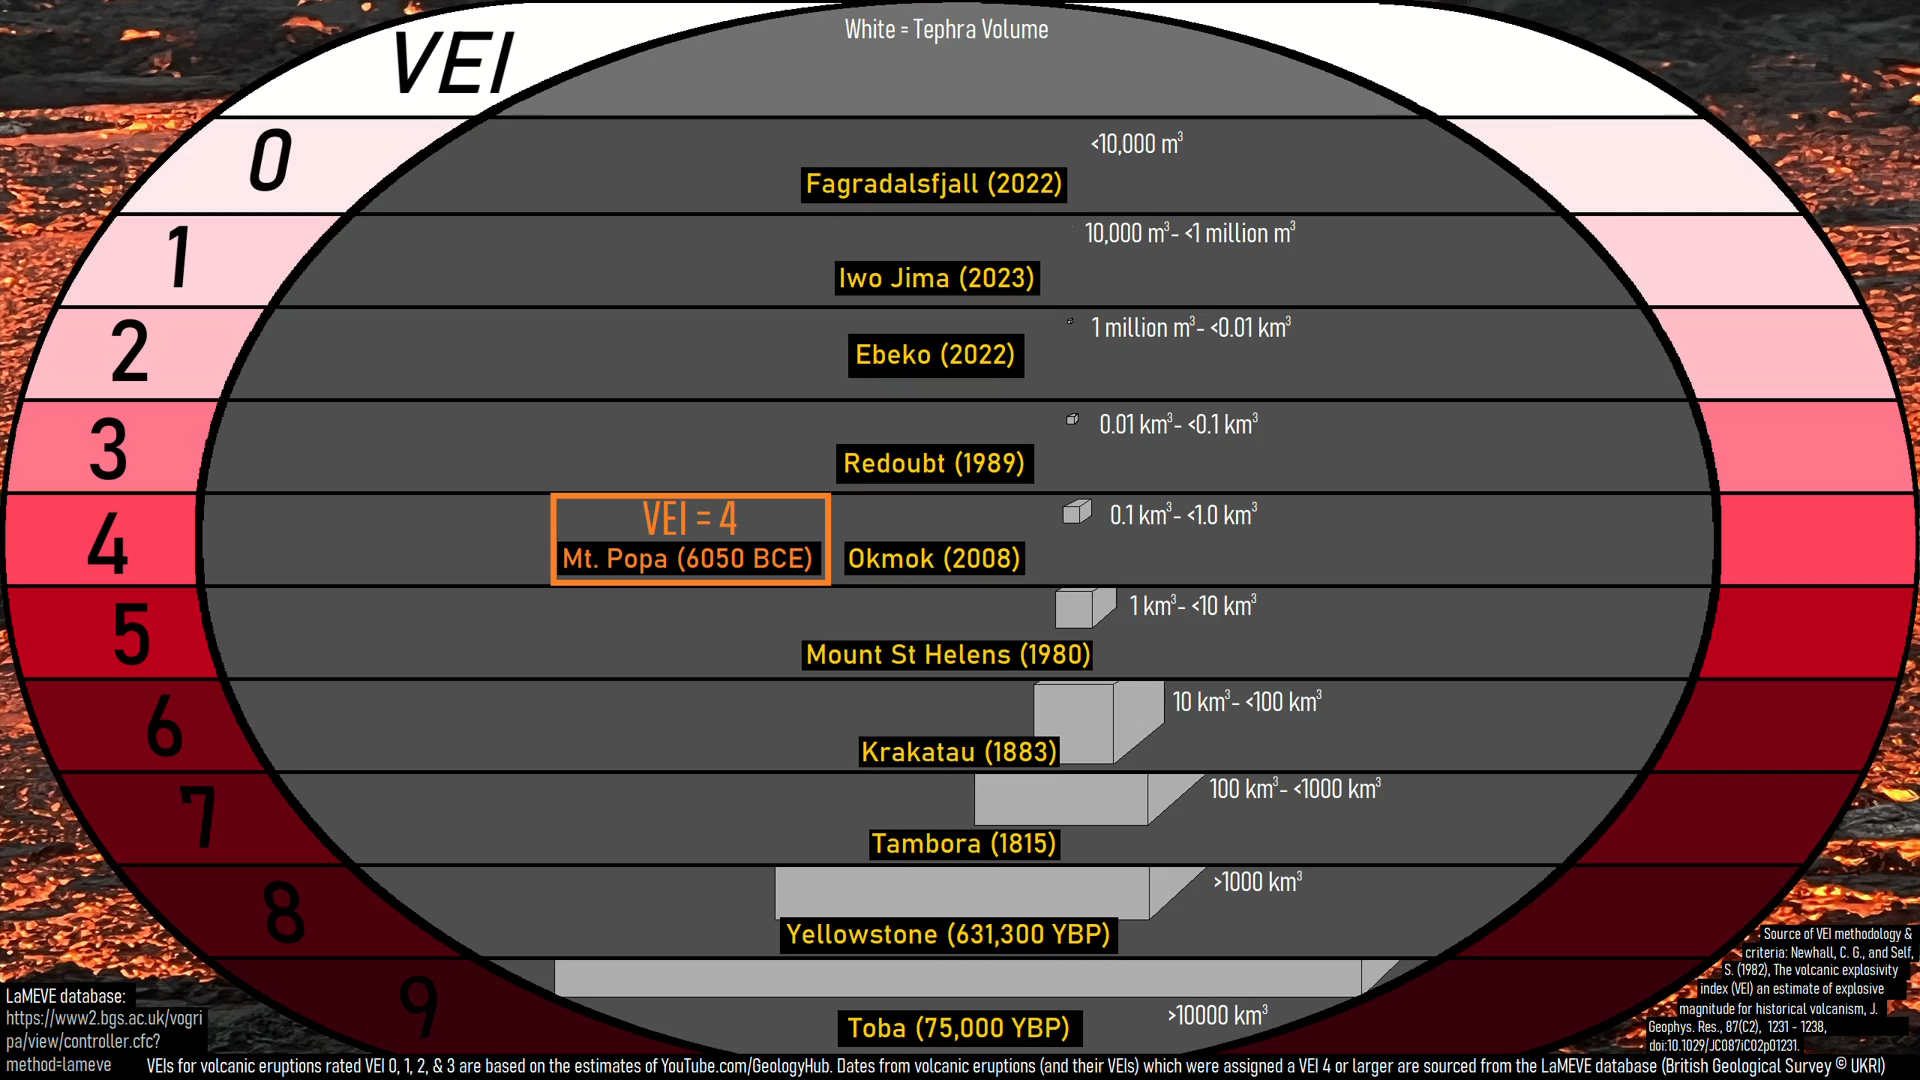 White = Tephra Volume
VEI
0
<10,000 m³
Fagradalsfjall (2022)
1
10,000 m³- <1 million m³
Iwo Jima (2023)
2
1 million m³- <0.01 km³
Ebeko (2022)
3
0.01 km³- <0.1 km³
Redoubt (1989)
4
VEI = 4
Mt. Popa (6050 BCE)
Okmok (2008)
0.1 km³- <1.0 km³
5
1 km³- <10 km³
Mount St Helens (1980)
6
10 km³- <100 km³
Krakatau (1883)
7
100 km³- <1000 km³
Tambora (1815)
8
>1000 km³
Yellowstone (631,300 YBP)
9
>10000 km³
Toba (75,000 YBP)
Source of VEI methodology &
criteria: Newhall, C. G., and Self,
S. (1982), The volcanic explosivity
index (VEI) an estimate of explosive
magnitude for historical volcanism, J.
Geophys. Res., 87(C2), 1231 - 1238,
doi:10.1029/JC087iC02p01231.
LaMEVE database:
https://www2.bgs.ac.uk/vogri
pa/view/controller.cfc?
method=lameve
VEIs for volcanic eruptions rated VEI 0, 1, 2, & 3 are based on the estimates of YouTube.com/GeologyHub. Dates from volcanic eruptions (and their VEIs) which were assigned a VEI 4 or larger are sourced from the LaMEVE database (British Geological Survey © UKRI)